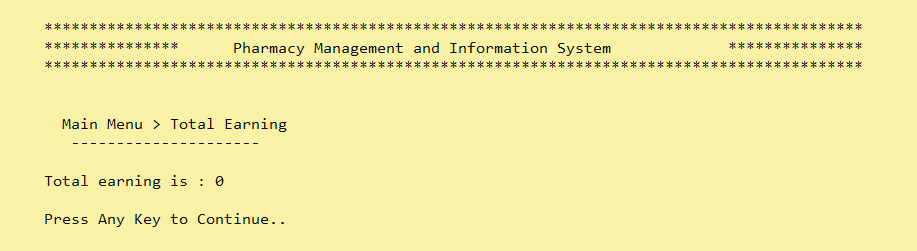 *******************************************************************************************
***************      Pharmacy Management and Information System             ***************
*******************************************************************************************
Main Menu > Total Earning
---------------------
Total earning is : 0
Press Any Key to Continue..